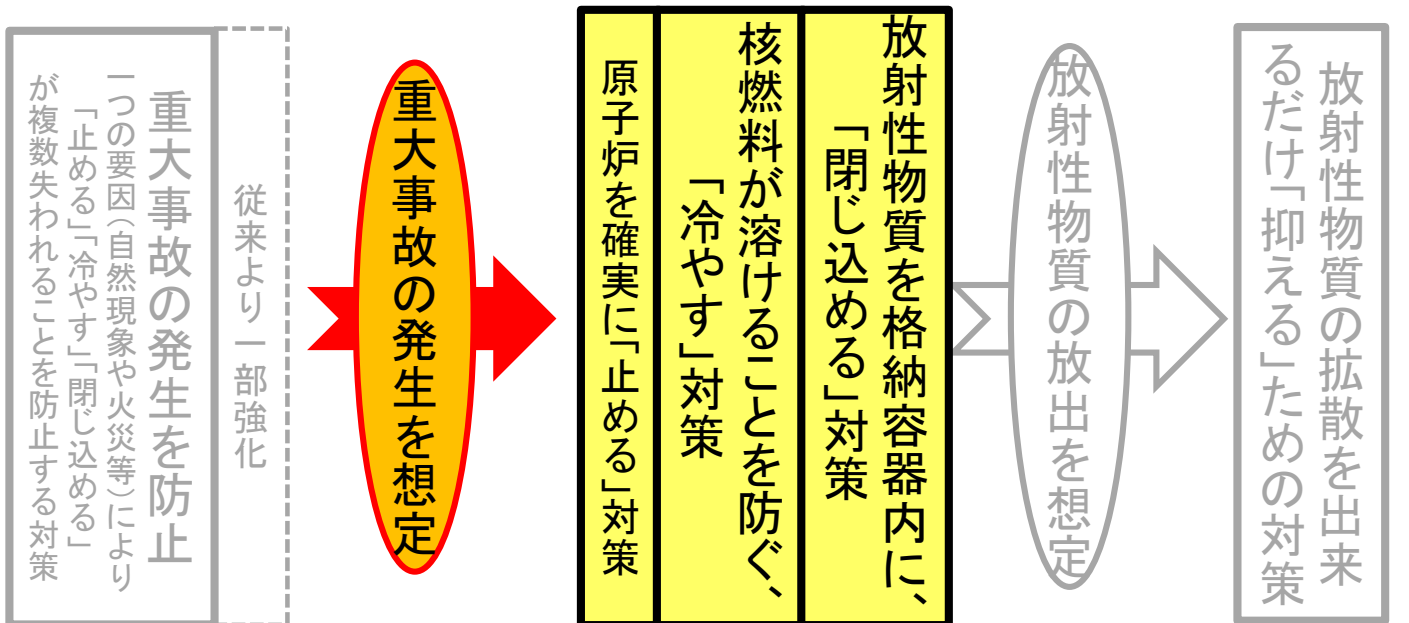 重大事故の発生を防止
一つの要因(自然現象や火災等)により
「止める」「冷やす」「閉じ込める」
が複数失われることを防止する対策
従来より一部強化
重大事故の発生を想定
原子炉を確実に「止める」対策
核燃料が溶けることを防ぐ、
「冷やす」対策
放射性物質を格納容器内に、
「閉じ込める」対策
放射性物質の放出を想定
放射性物質の拡散を出来
るだけ「抑える」ための対策